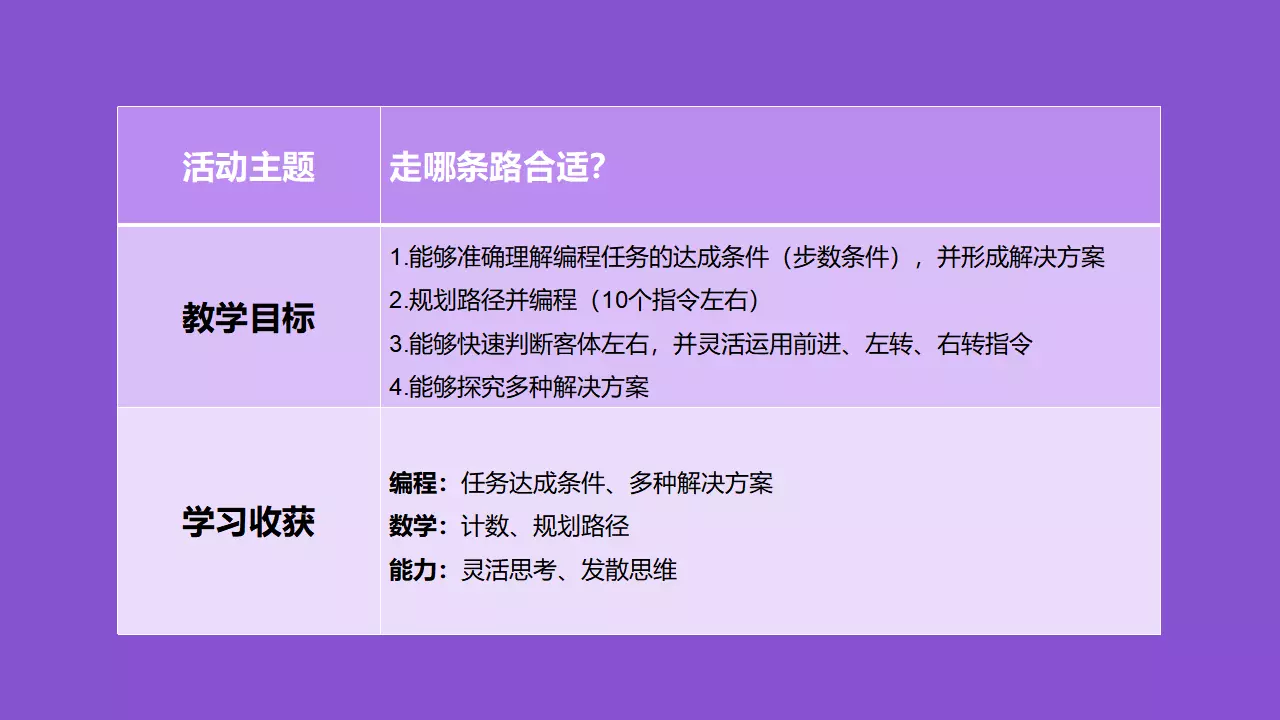 活动主题
走哪条路合适？
教学目标
1.能够准确理解编程任务的达成条件（步数条件），并形成解决方案
2.规划路径并编程（10个指令左右）
3.能够快速判断客体左右，并灵活运用前进、左转、右转指令
4.能够探究多种解决方案
学习收获
编程：任务达成条件、多种解决方案
数学：计数、规划路径
能力：灵活思考、发散思维